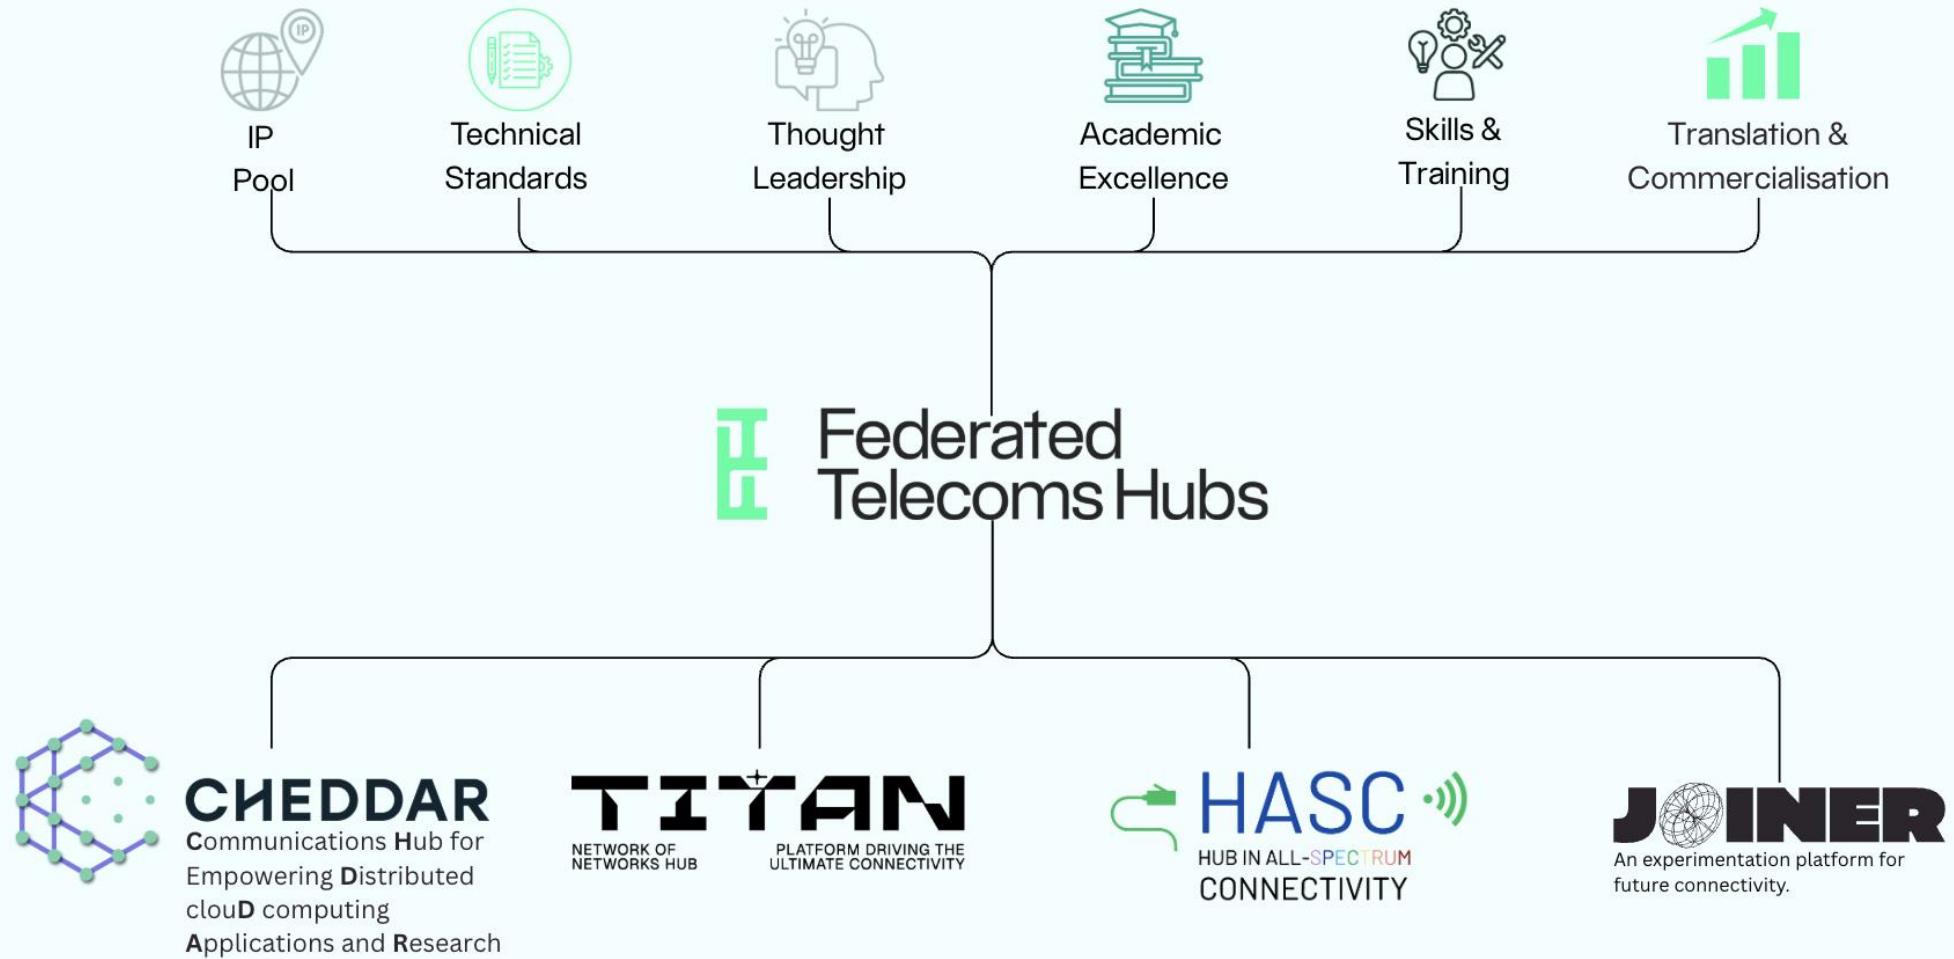 IP
IP
Pool
Technical
Standards
Thought
Leadership
Academic
Excellence
Skills &
Training
Translation &
Commercialisation
Federated
Telecoms Hubs
CHEDDAR
Communications Hub for
Empowering Distributed
clouD computing
Applications and Research
TITAN
NETWORK OF
NETWORKS HUB
PLATFORM DRIVING THE
ULTIMATE CONNECTIVITY
HASC
HUB IN ALL-SPECTRUM
CONNECTIVITY
JOINER
An experimentation platform for
future connectivity.